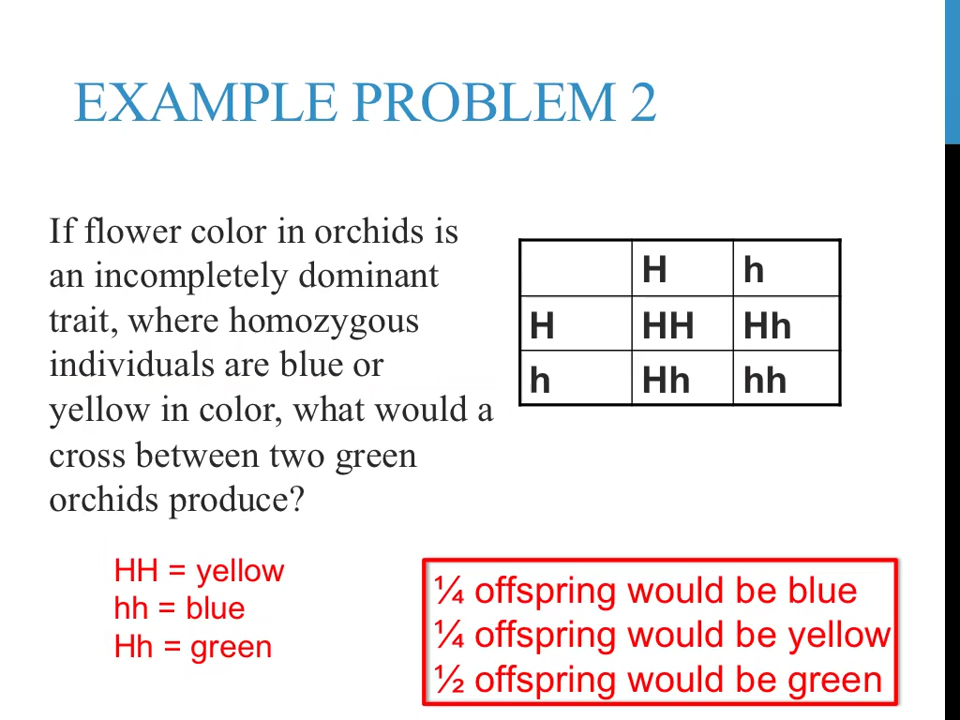 EXAMPLE PROBLEM 2
If flower color in orchids is
an incompletely dominant
trait, where homozygous
individuals are blue or
yellow in color, what would a
cross between two green
orchids produce?
H h
H HH Hh
h Hh hh
HH = yellow
hh = blue
Hh = green
¼ offspring would be blue
¼ offspring would be yellow
½ offspring would be green